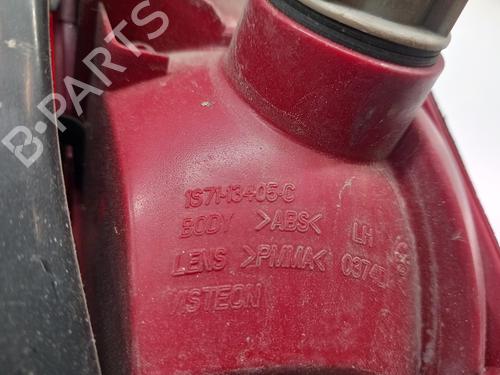 B-PARTS
1S71-13405-C
BODY >ABS< LH
LENS >PMMA<
VISTEON